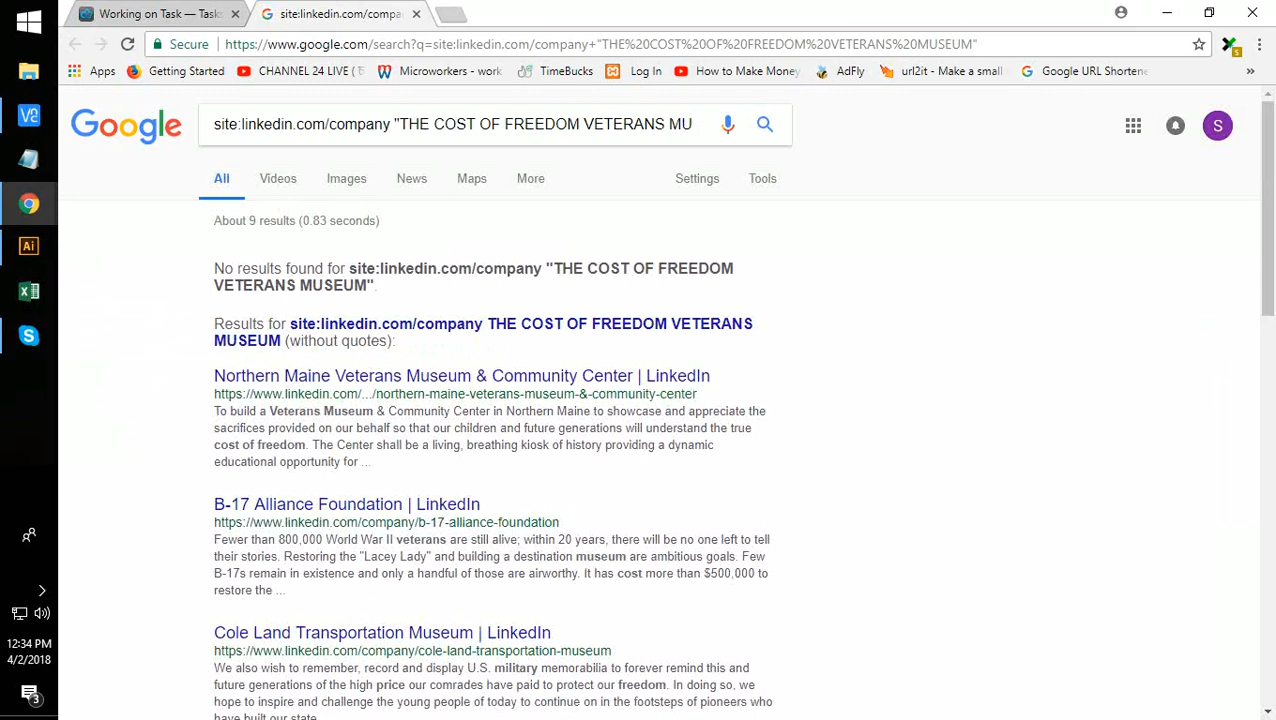 Working on Task — Tasks
site:linkedin.com/compa
Secure
https://www.google.com/search?q=site:linkedin.com/company+"THE%20COST%20OF%20FREEDOM%20VETERANS%20MUSEUM"
5
Apps
Getting Started
CHANNEL 24 LIVE (
Microworkers - work
TimeBucks
Log In
How to Make Money
AdFly
url2it - Make a small
Google URL Shortene
»
Google
site:linkedin.com/company "THE COST OF FREEDOM VETERANS MU
S
All
Videos
Images
News
Maps
More
Settings
Tools
About 9 results (0.83 seconds)
No results found for site:linkedin.com/company "THE COST OF FREEDOM
VETERANS MUSEUM".
Results for site:linkedin.com/company THE COST OF FREEDOM VETERANS
MUSEUM (without quotes):
Northern Maine Veterans Museum & Community Center | LinkedIn
https://www.linkedin.com/.../northern-maine-veterans-museum-&-community-center
To build a Veterans Museum & Community Center in Northern Maine to showcase and appreciate the
sacrifices provided on our behalf so that our children and future generations will understand the true
cost of freedom. The Center shall be a living, breathing kiosk of history providing a dynamic
educational opportunity for ...
B-17 Alliance Foundation | LinkedIn
https://www.linkedin.com/company/b-17-alliance-foundation
Fewer than 800,000 World War II veterans are still alive; within 20 years, there will be no one left to tell
their stories. Restoring the "Lacey Lady" and building a destination museum are ambitious goals. Few
B-17s remain in existence and only a handful of those are airworthy. It has cost more than $500,000 to
restore the ...
Cole Land Transportation Museum | LinkedIn
https://www.linkedin.com/company/cole-land-transportation-museum
We also wish to remember, record and display U.S. military memorabilia to forever remind this and
future generations of the high price our comrades have paid to protect our freedom. In doing so, we
hope to inspire and challenge the young people of today to continue on in the footsteps of pioneers who
have built our state.
Ai
12:34 PM
4/2/2018
3